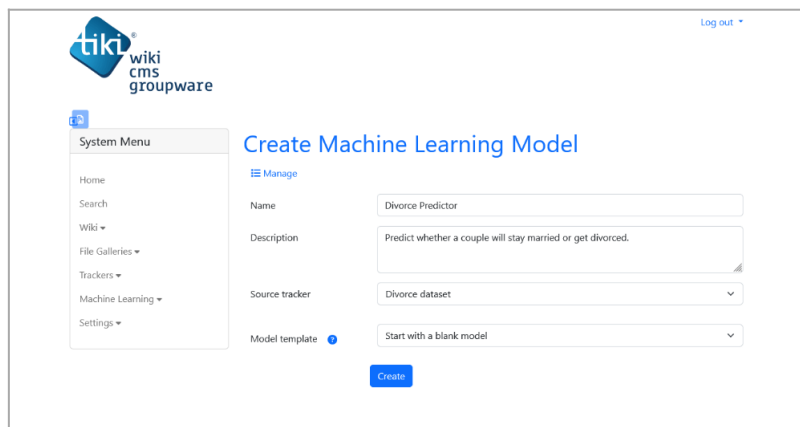 Log out
tiki®
wiki
cms
groupware
System Menu
Home
Search
Wiki
File Galleries
Trackers
Machine Learning
Settings
Create Machine Learning Model
Manage
Name
Divorce Predictor
Description
Predict whether a couple will stay married or get divorced.
Source tracker
Divorce dataset
Model template ?
Start with a blank model
Create